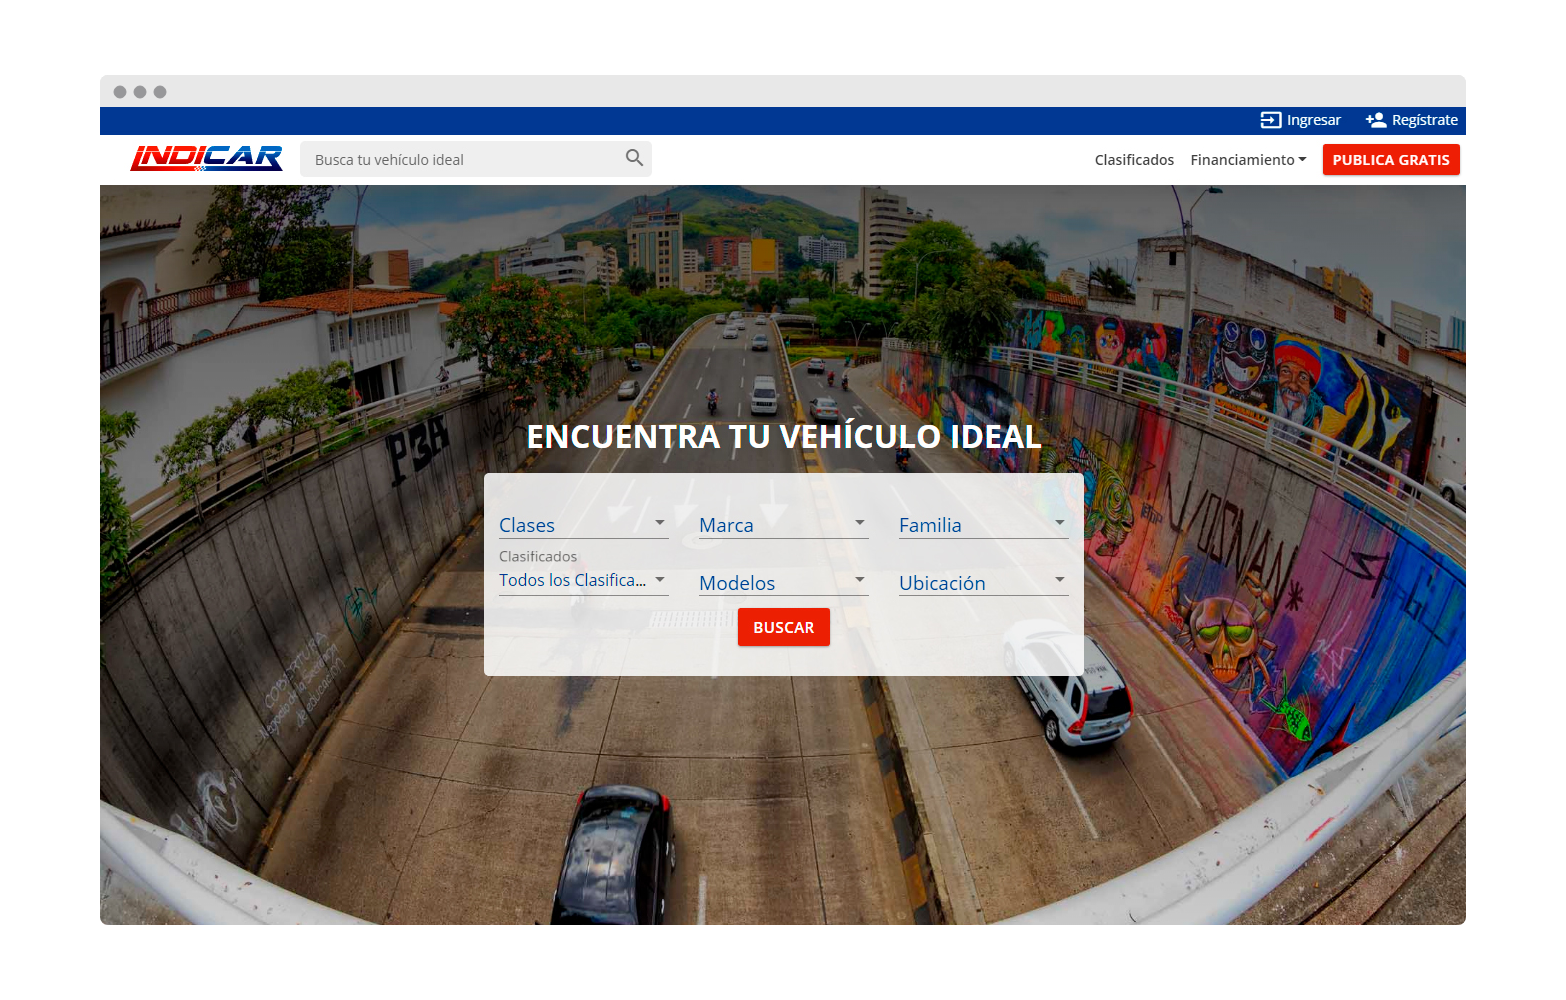 Ingresar Regístrate
INDICAR Busca tu vehículo ideal Clasificados Financiamiento PUBLICA GRATIS
P3A
ENCUENTRA TU VEHÍCULO IDEAL
Clases Marca Familia
Clasificados
Todos los Clasifica... Modelos Ubicación
BUSCAR